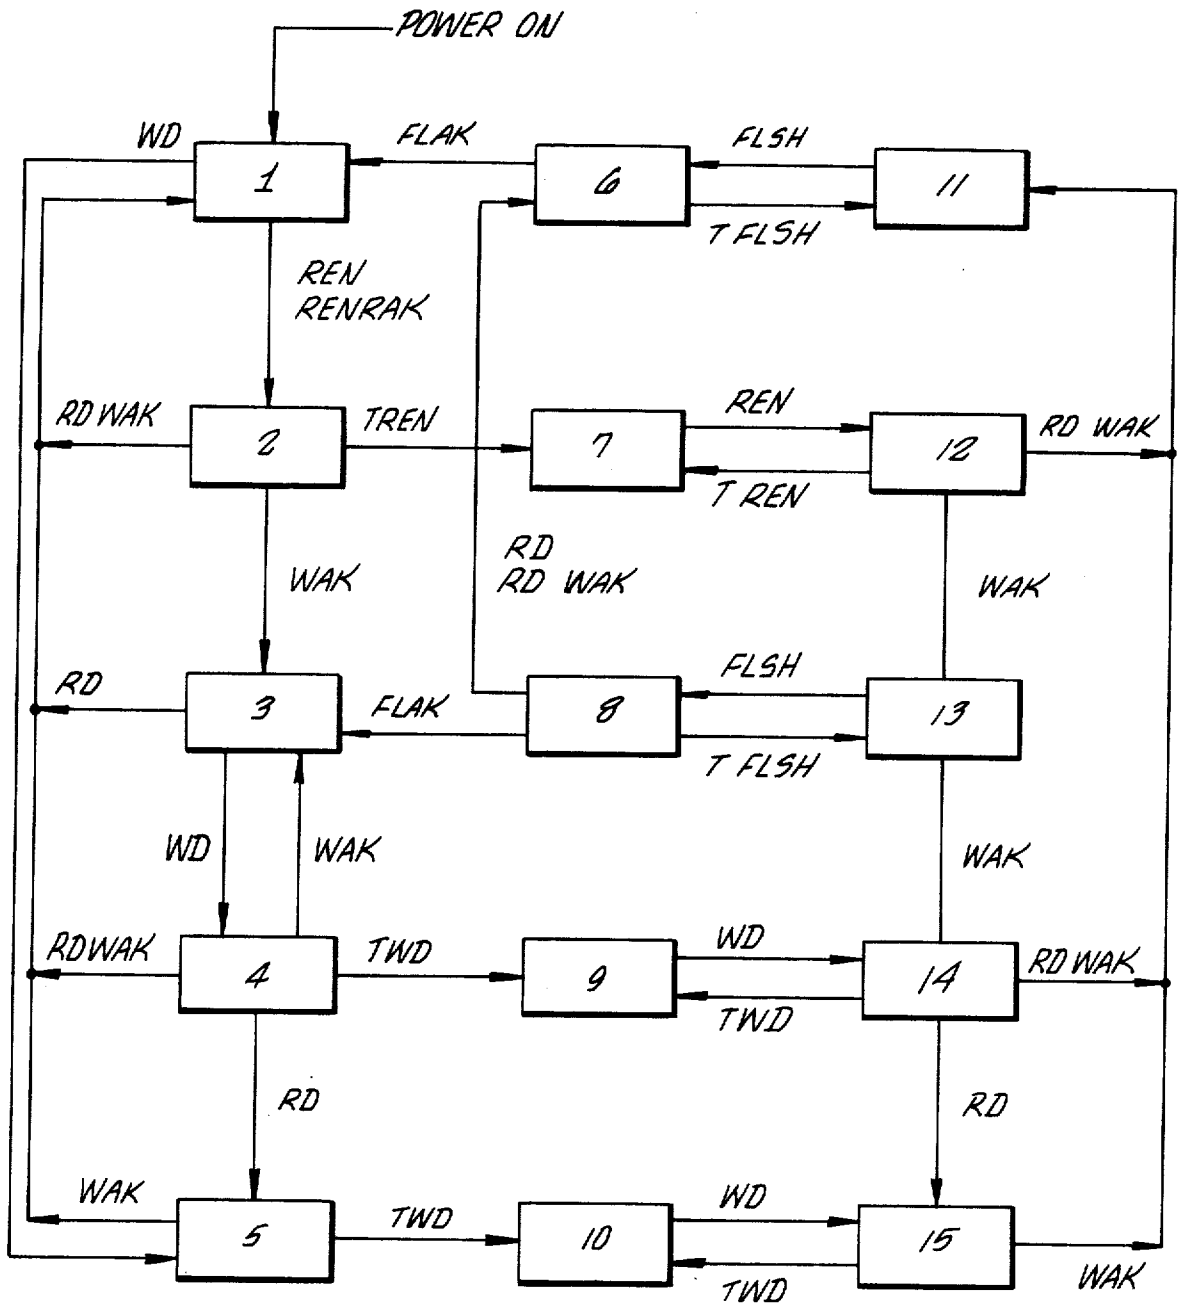 POWER ON
WD
FLAK
FLSH
1
6
11
T FLSH
REN
RENRAK
RD WAK
TREN
REN
RD WAK
2
7
12
T REN
RD
RD WAK
WAK
WAK
RD
FLAK
FLSH
3
8
13
T FLSH
WD
WAK
WAK
RDWAK
TWD
WD
RD WAK
4
9
14
TWD
RD
RD
WAK
TWD
WD
5
10
15
TWD
WAK